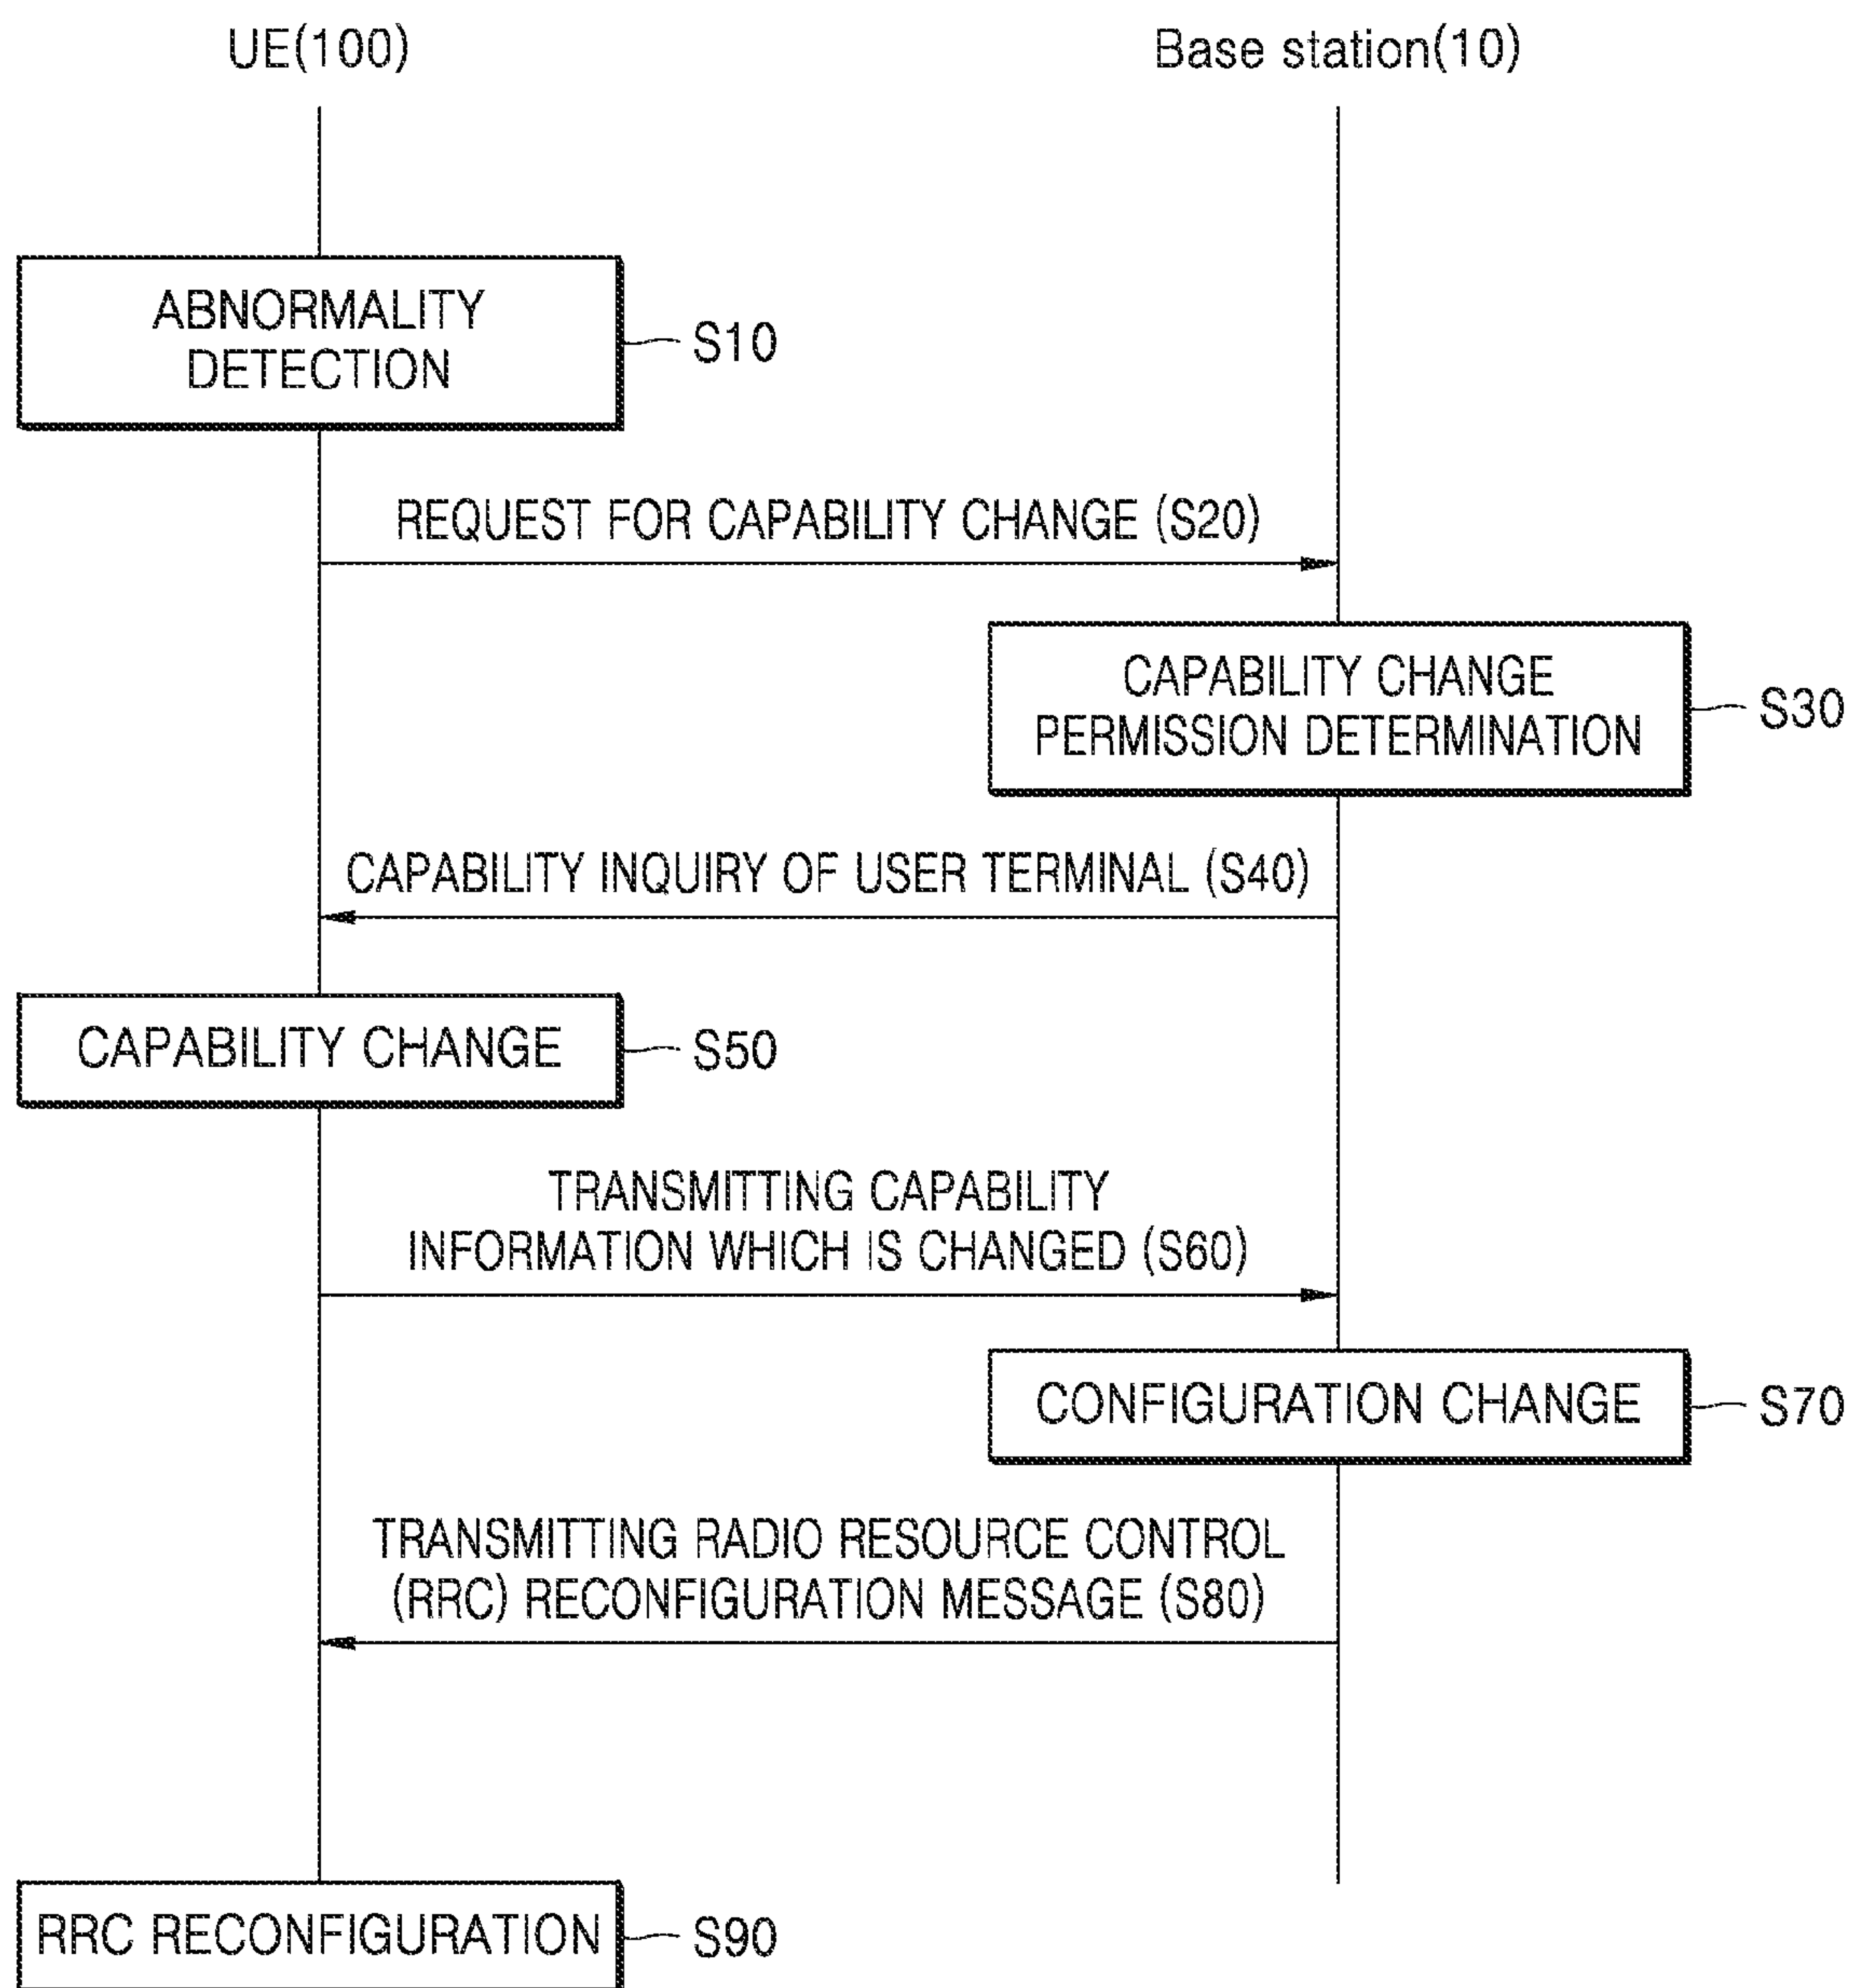 UE(100)
Base station(10)
ABNORMALITY
DETECTION
S10
REQUEST FOR CAPABILITY CHANGE (S20)
CAPABILITY CHANGE
PERMISSION DETERMINATION
S30
CAPABILITY INQUIRY OF USER TERMINAL (S40)
CAPABILITY CHANGE
S50
TRANSMITTING CAPABILITY
INFORMATION WHICH IS CHANGED (S60)
CONFIGURATION CHANGE
S70
TRANSMITTING RADIO RESOURCE CONTROL
(RRC) RECONFIGURATION MESSAGE (S80)
RRC RECONFIGURATION
S90